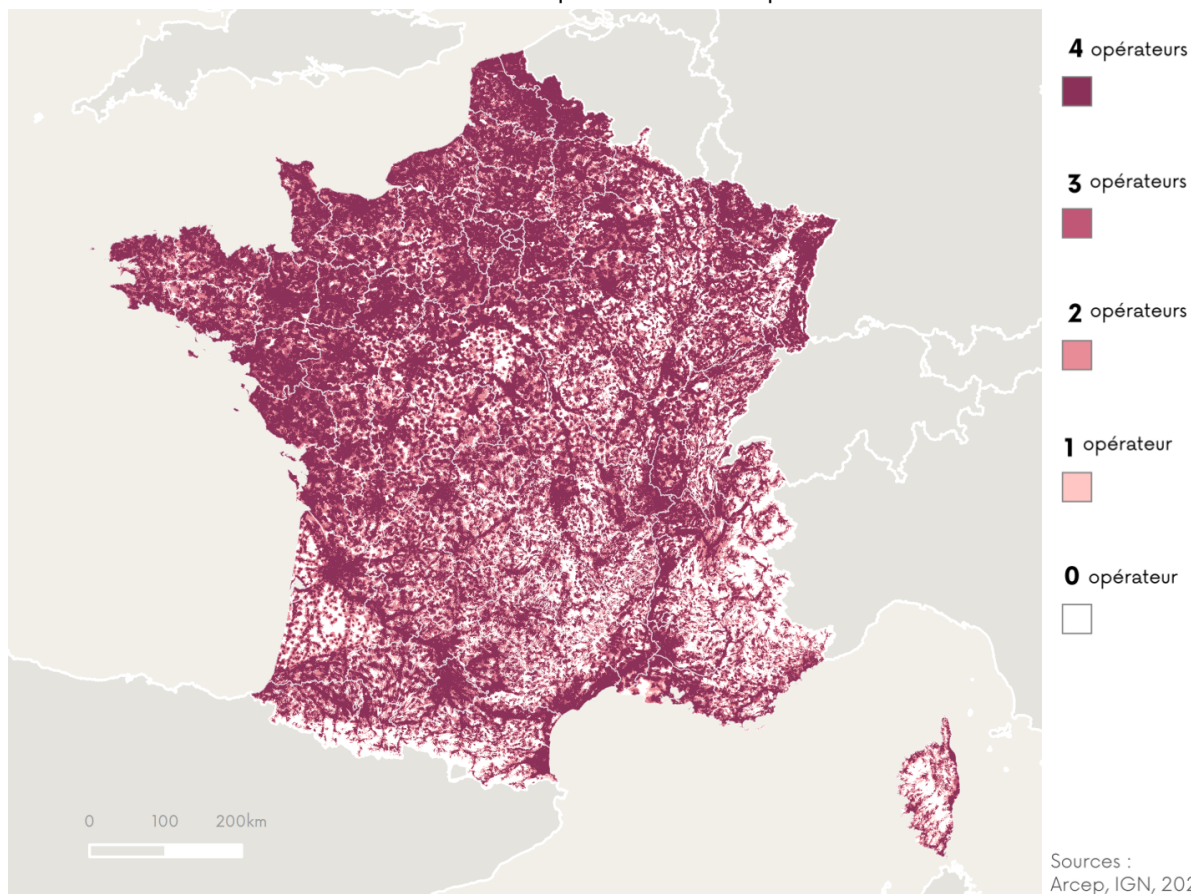 4 opérateurs
3 opérateurs
2 opérateurs
1 opérateur
0 opérateur
0 100 200km
Sources :
Arcep, IGN,